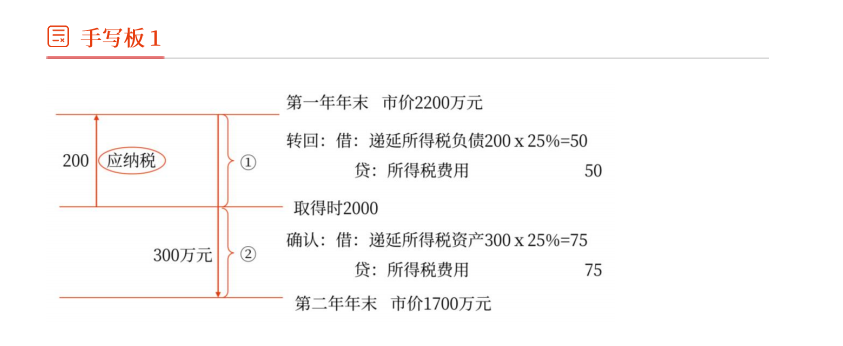 手写板1
第一年年末 市价2200万元
转回：借：递延所得税负债200 x 25%=50
200 应纳税 ①
贷：所得税费用 50
取得时2000
确认：借：递延所得税资产300 x 25%=75
300万元 ②
贷：所得税费用 75
第二年年末 市价1700万元